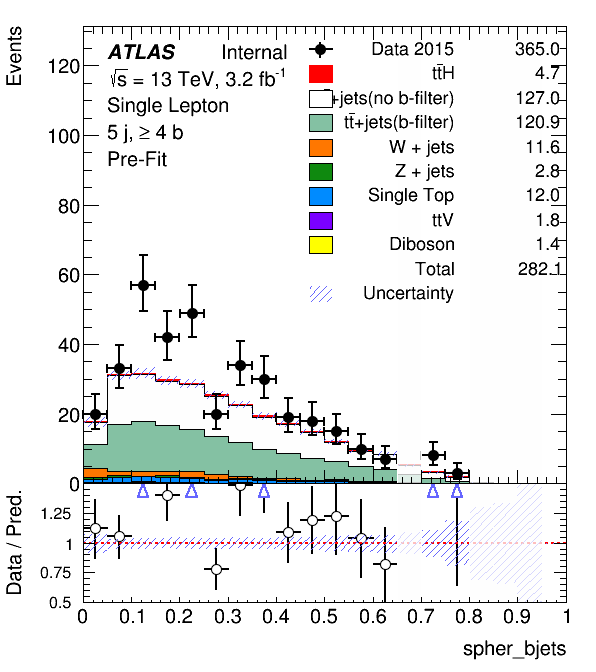 Events
ATLAS Internal
√s = 13 TeV, 3.2 fb-1
Single Lepton
5 j, ≥ 4 b
Pre-Fit
Data 2015 365.0
tt̄H 4.7
+jets(no b-filter) 127.0
tt̄+jets(b-filter) 120.9
W + jets 11.6
Z + jets 2.8
Single Top 12.0
ttV 1.8
Diboson 1.4
Total 282.1
Uncertainty
120
100
80
60
40
20
0
Data / Pred.
1.25
1
0.75
0.5
0 0.1 0.2 0.3 0.4 0.5 0.6 0.7 0.8 0.9 1
spher_bjets